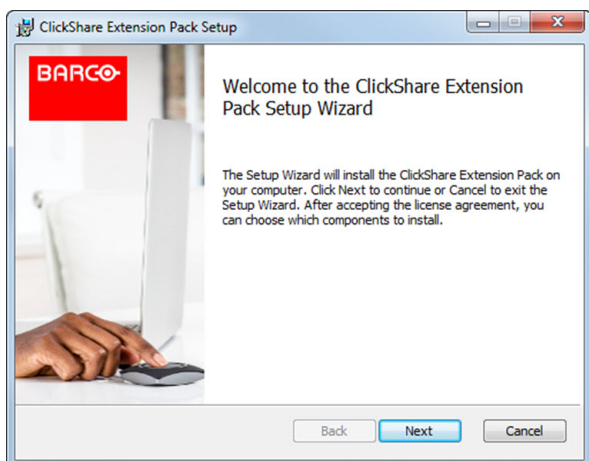 ClickShare Extension Pack Setup
BARCO
Welcome to the ClickShare Extension
Pack Setup Wizard
The Setup Wizard will install the ClickShare Extension Pack on
your computer. Click Next to continue or Cancel to exit the
Setup Wizard. After accepting the license agreement, you
can choose which components to install.
Back Next Cancel